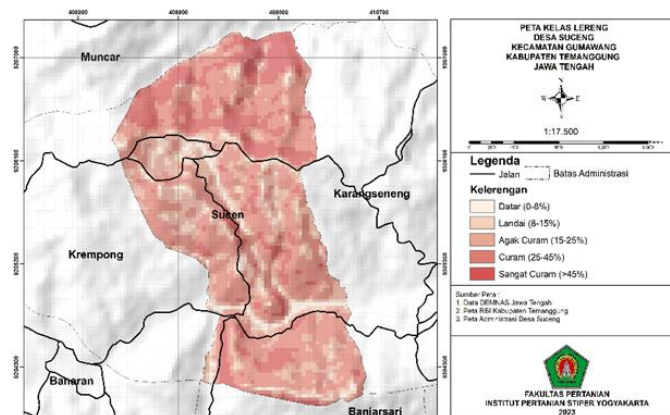 PETA KELAS LERENG
DESA SUCENG
KECAMATAN GUMAWANG
KABUPATEN TEMANGGUNG
JAWA TENGAH
N
W E
S
1:17.500
Legenda
Jalan
Batas Administrasi
Kelerengan
Datar (0-8%)
Landai (8-15%)
Agak Curam (15-25%)
Curam (25-45%)
Sangat Curam (>45%)
Sumber Peta :
1. Data DEMNAS Jawa Tengah
2. Peta RBI Kabupaten Temanggung
3. Peta Administrasi Desa Suceng
FAKULTAS PERTANIAN
INSTITUT PERTANIAN STIPER YOGYAKARTA
2023
Muncar
Karangseneng
Sucen
Krempong
Banaran
Banjarsari